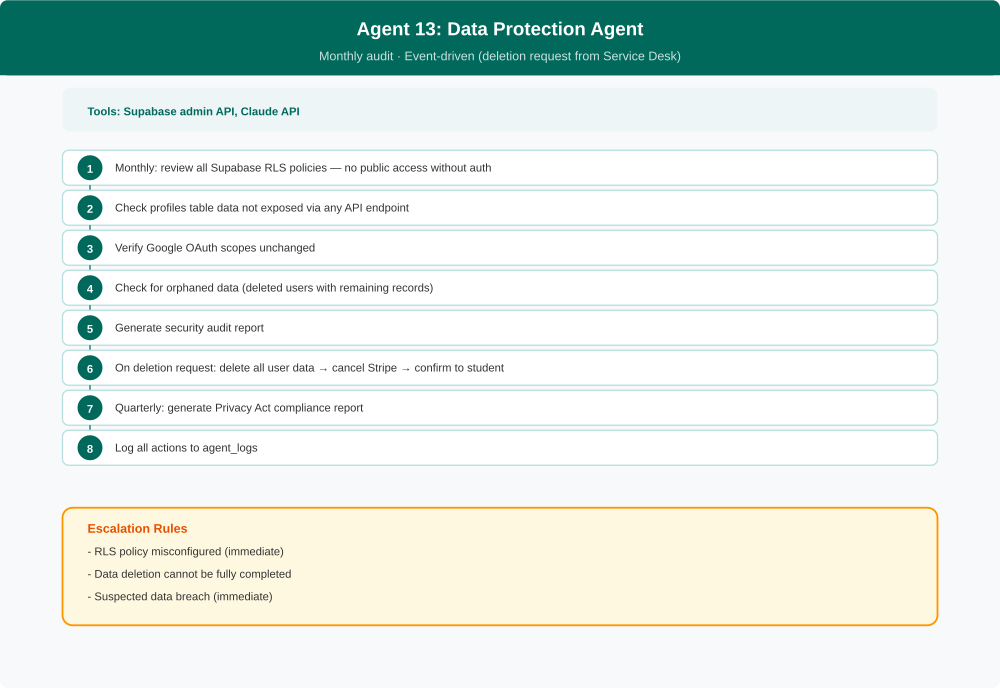 Agent 13: Data Protection Agent
Monthly audit · Event-driven (deletion request from Service Desk)
Tools: Supabase admin API, Claude API
1 Monthly: review all Supabase RLS policies — no public access without auth
2 Check profiles table data not exposed via any API endpoint
3 Verify Google OAuth scopes unchanged
4 Check for orphaned data (deleted users with remaining records)
5 Generate security audit report
6 On deletion request: delete all user data → cancel Stripe → confirm to student
7 Quarterly: generate Privacy Act compliance report
8 Log all actions to agent_logs
Escalation Rules
- RLS policy misconfigured (immediate)
- Data deletion cannot be fully completed
- Suspected data breach (immediate)